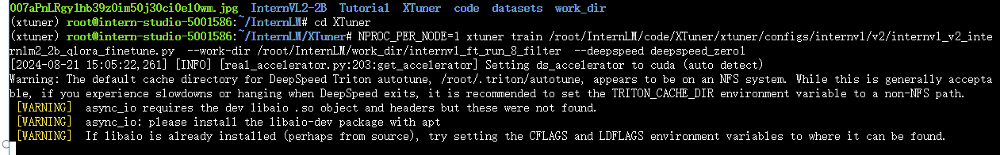 007aPnLRgy1hb39z0im50j30ci0el0wm.jpg InternVL2-2B Tutorial XTuner code datasets work_dir
(xtuner) root@intern-studio-5001586:~/InternLM# cd XTuner
(xtuner) root@intern-studio-5001586:~/InternLM/XTuner# NPROC_PER_NODE=1 xtuner train /root/InternLM/code/XTuner/xtuner/configs/internvl/v2/internvl_v2_inte
rnlm2_2b_qlora_finetune.py --work-dir /root/InternLM/work_dir/internvl_ft_run_8_filter --deepspeed deepspeed_zero1
[2024-08-21 15:05:22,261] [INFO] [real_accelerator.py:203:get_accelerator] Setting ds_accelerator to cuda (auto detect)
Warning: The default cache directory for DeepSpeed Triton autotune, /root/.triton/autotune, appears to be on an NFS system. While this is generally accepta
ble, if you experience slowdowns or hanging when DeepSpeed exits, it is recommended to set the TRITON_CACHE_DIR environment variable to a non-NFS path.
[WARNING] async_io requires the dev libaio .so object and headers but these were not found.
[WARNING] async_io: please install the libaio-dev package with apt
[WARNING] If libaio is already installed (perhaps from source), try setting the CFLAGS and LDFLAGS environment variables to where it can be found.